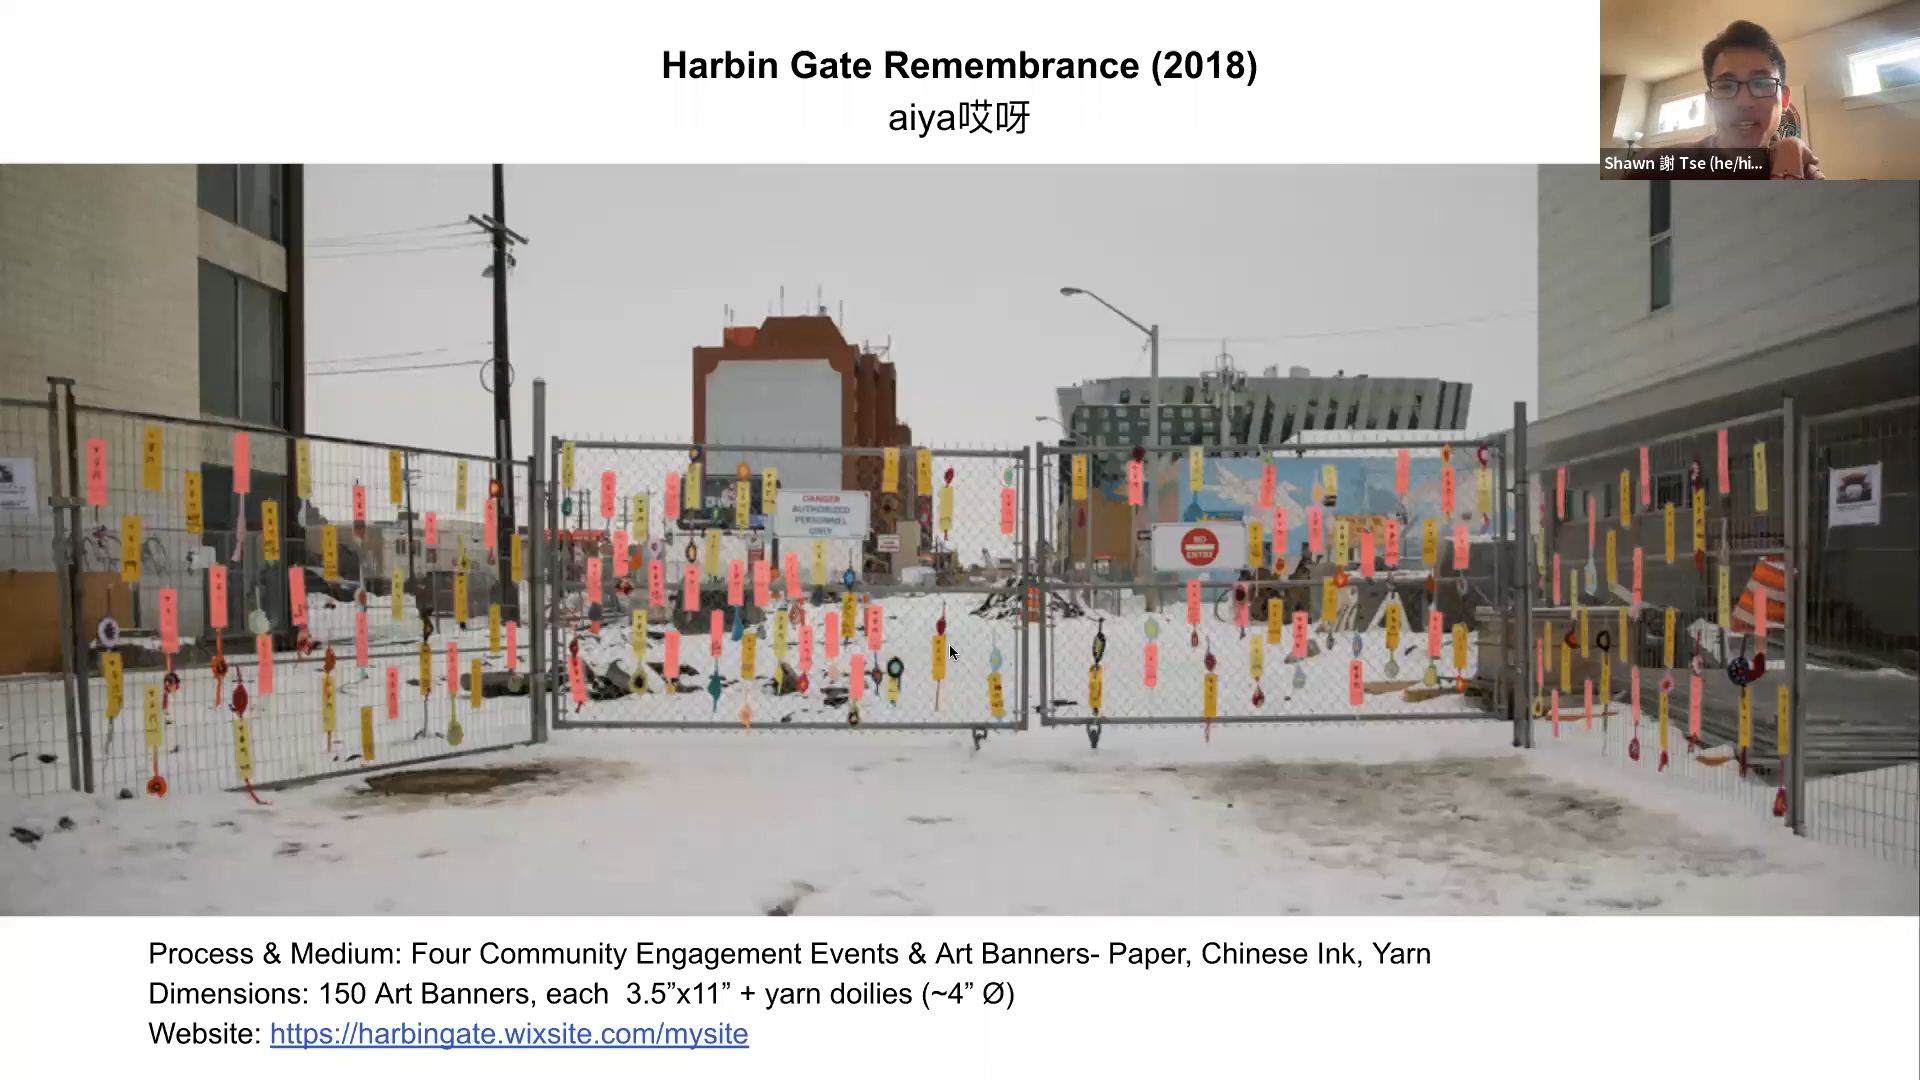 Harbin Gate Remembrance (2018)
aiya哎呀
Shawn 謝 Tse (he/hi...
DANGER
AUTHORIZED
PERSONNEL
ONLY
NO
ENTRY
Process & Medium: Four Community Engagement Events & Art Banners- Paper, Chinese Ink, Yarn
Dimensions: 150 Art Banners, each  3.5”x11” + yarn doilies (~4” Ø)
Website: https://harbingate.wixsite.com/mysite